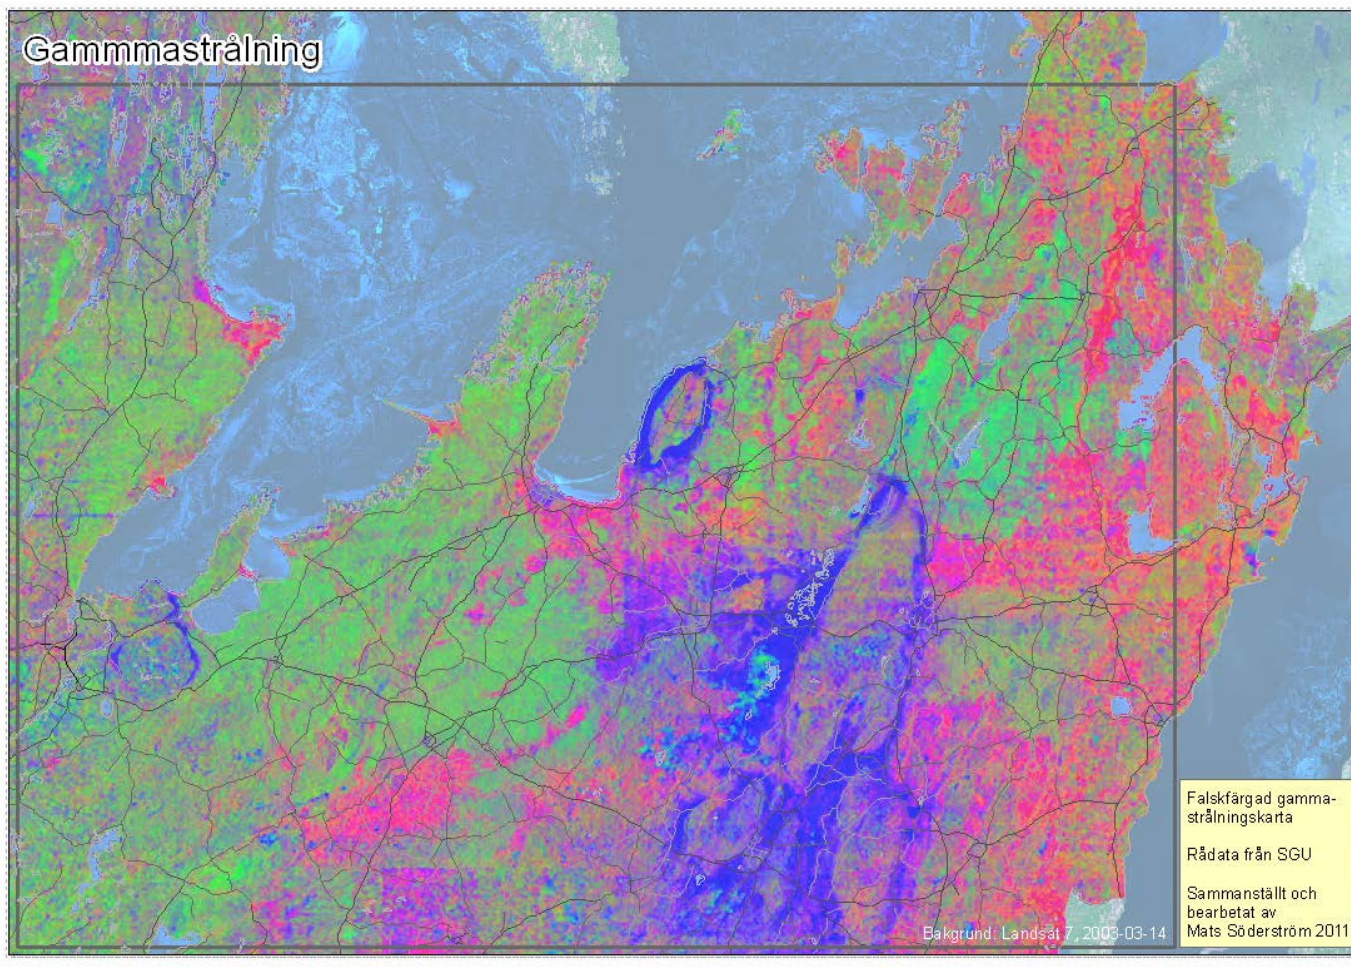 Gammmastrålning
Falskfärgad gamma-
strålningskarta
Rådata från SGU
Sammanställt och
bearbetat av
Mats Söderström 2011
Bakgrund: Landsat 7, 2003-03-14